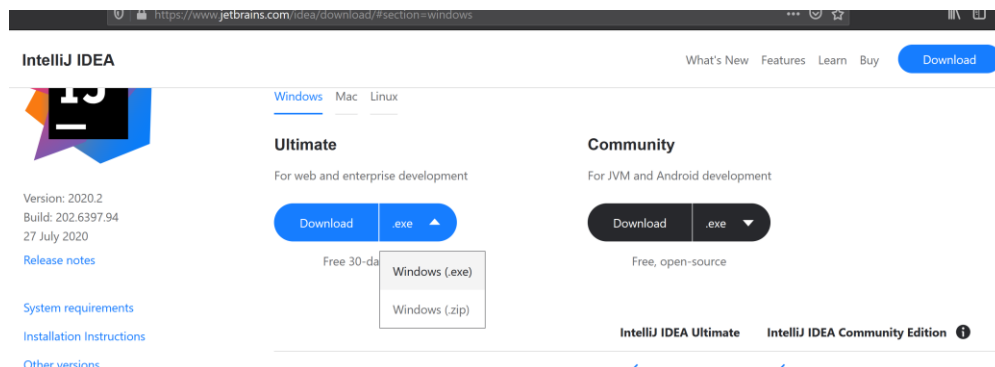 https://www.jetbrains.com/idea/download/#section=windows
IntelliJ IDEA
What's New Features Learn Buy Download
IJ
Windows Mac Linux
Ultimate
Community
For web and enterprise development
For JVM and Android development
Version: 2020.2
Build: 202.6397.94
27 July 2020
Release notes
Download .exe
Download .exe
Free 30-da
Free, open-source
Windows (.exe)
Windows (.zip)
System requirements
Installation Instructions
Other versions
IntelliJ IDEA Ultimate IntelliJ IDEA Community Edition